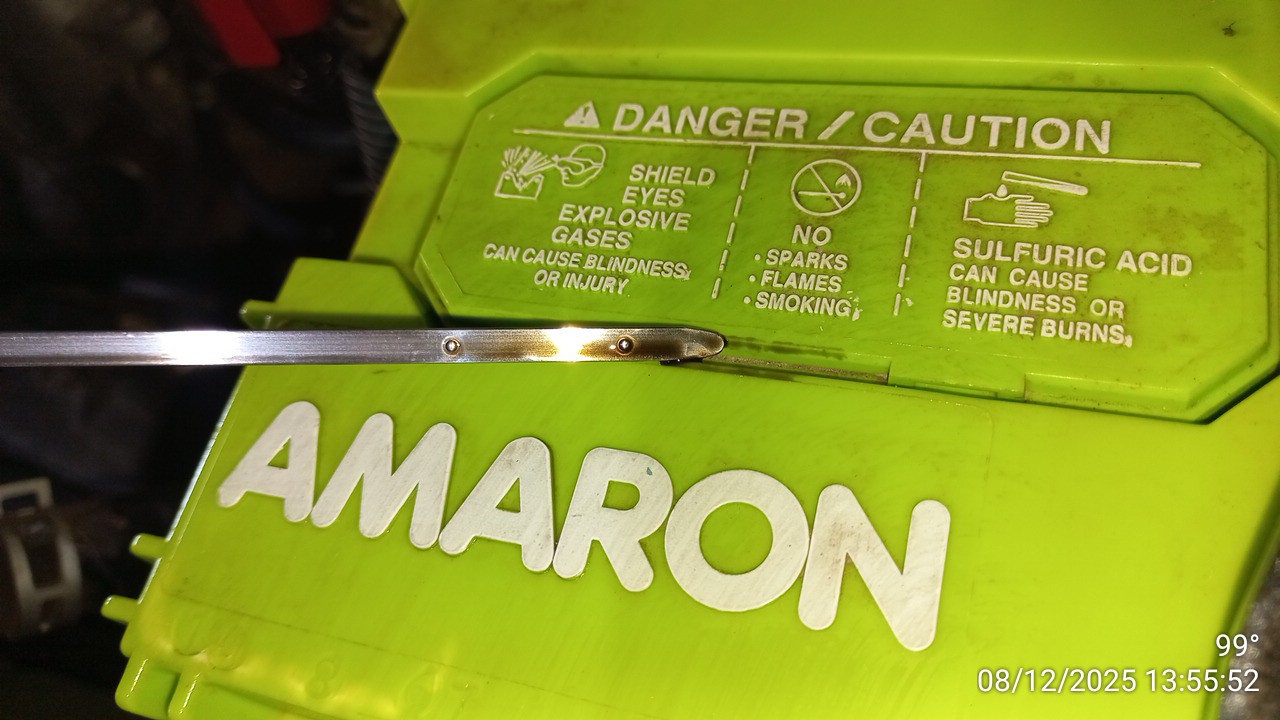 DANGER / CAUTION
SHIELD
EYES
EXPLOSIVE
GASES
CAN CAUSE BLINDNESS
OR INJURY
NO
• SPARKS
• FLAMES
• SMOKING
SULFURIC ACID
CAN CAUSE
BLINDNESS OR
SEVERE BURNS
AMARON
99°
08/12/2025 13:55:52